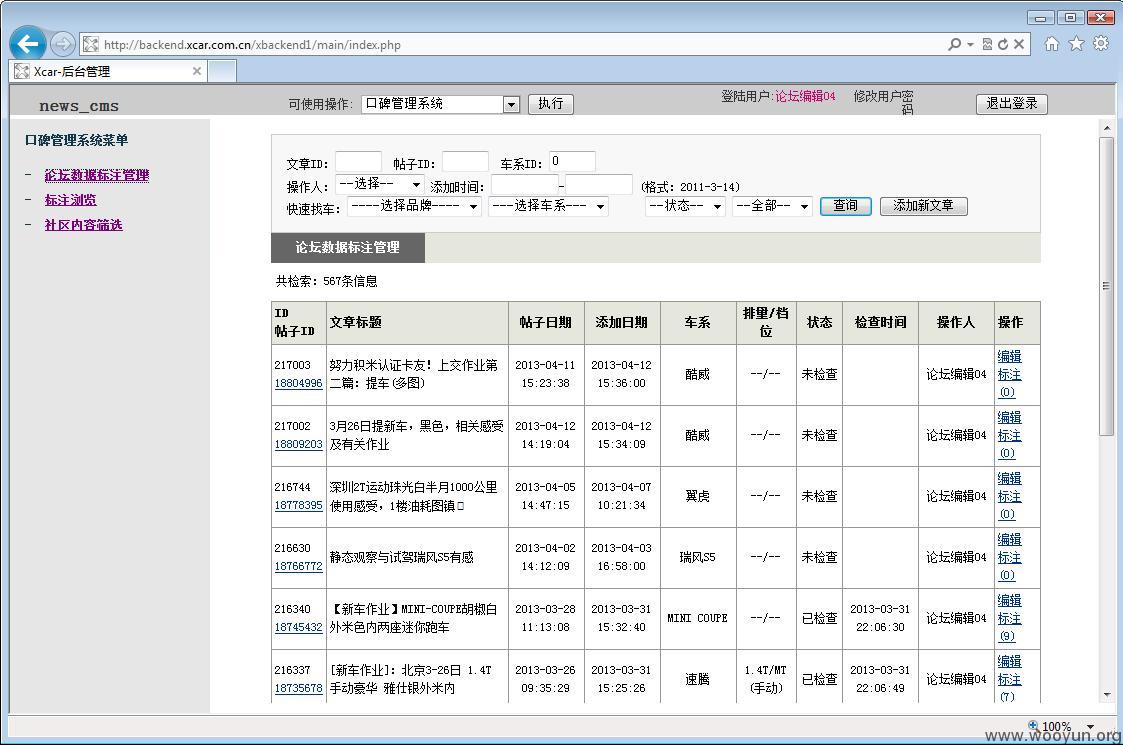 http://backend.xcar.com.cn/xbackend1/main/index.php
Xcar-后台管理
news_cms
可使用操作: 口碑管理系统 执行
登陆用户:论坛编辑04 修改用户密码
退出登录
口碑管理系统菜单
- 论坛数据标注管理
- 标注浏览
- 社区内容筛选
文章ID: 帖子ID: 车系ID: 0
操作人: --选择-- 添加时间: - (格式: 2011-3-14)
快速找车: ----选择品牌---- ---选择车系--- --状态-- --全部-- 查询 添加新文章
论坛数据标注管理
共检索: 567条信息
ID 帖子ID 文章标题 帖子日期 添加日期 车系 排量/档位 状态 检查时间 操作人 操作
217003 18804996 努力积米认证卡友! 上交作业第二篇: 提车(多图) 2013-04-11 15:23:38 2013-04-12 15:36:00 酷威 --/-- 未检查 论坛编辑04 编辑 标注 (0)
217002 18809203 3月26日提新车, 黑色, 相关感受及有关作业 2013-04-12 14:19:04 2013-04-12 15:34:09 酷威 --/-- 未检查 论坛编辑04 编辑 标注 (0)
216744 18778395 深圳2T运动珠光白半月1000公里使用感受, 1楼油耗图镇 2013-04-05 14:47:15 2013-04-07 10:21:34 翼虎 --/-- 未检查 论坛编辑04 编辑 标注 (0)
216630 18766772 静态观察与试驾瑞风S5有感 2013-04-02 14:12:09 2013-04-03 16:58:00 瑞风S5 --/-- 未检查 论坛编辑04 编辑 标注 (0)
216340 18745432 【新车作业】MINI-COUPE胡椒白外米色内两座迷你跑车 2013-03-28 11:13:08 2013-03-31 15:32:40 MINI COUPE --/-- 已检查 2013-03-31 22:06:30 论坛编辑04 编辑 标注 (9)
216337 18735678 [新车作业]: 北京3-26日 1.4T 手动豪华 雅仕银外米内 2013-03-26 09:35:29 2013-03-31 15:25:26 速腾 1.4T/MT (手动) 已检查 2013-03-31 22:06:49 论坛编辑04 编辑 标注 (7)
100%
www.wooyun.org